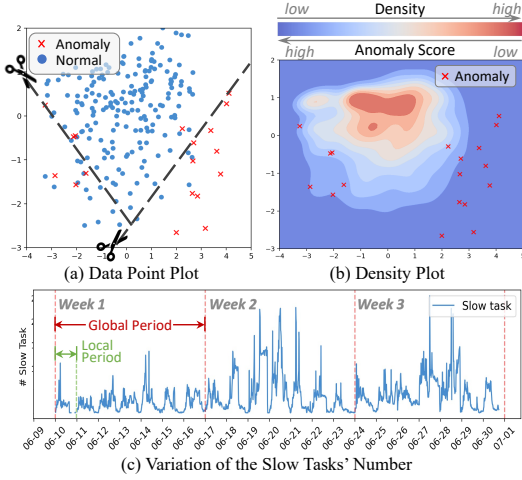 low Density high
high Anomaly Score low
Anomaly
Normal
2
1
0
−1
−2
−3
−3 −2 −1 0 1 2 3 4 5
(a) Data Point Plot
Anomaly
2
1
0
−1
−2
−3
−4 −3 −2 −1 0 1 2 3 4 5
(b) Density Plot
Week 1 Week 2 Week 3
Slow task
Global Period
Local
Period
# Slow Task
06-09 06-10 06-11 06-12 06-13 06-14 06-15 06-16 06-17 06-18 06-19 06-20 06-21 06-22 06-23 06-24 06-25 06-26 06-27 06-28 06-29 06-30 07-01
(c) Variation of the Slow Tasks' Number